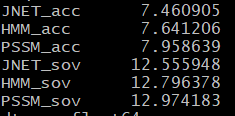 JNET_acc 7.460905
HMM_acc 7.641206
PSSM_acc 7.958639
JNET_sov 12.555948
HMM_sov 12.796378
PSSM_sov 12.974183